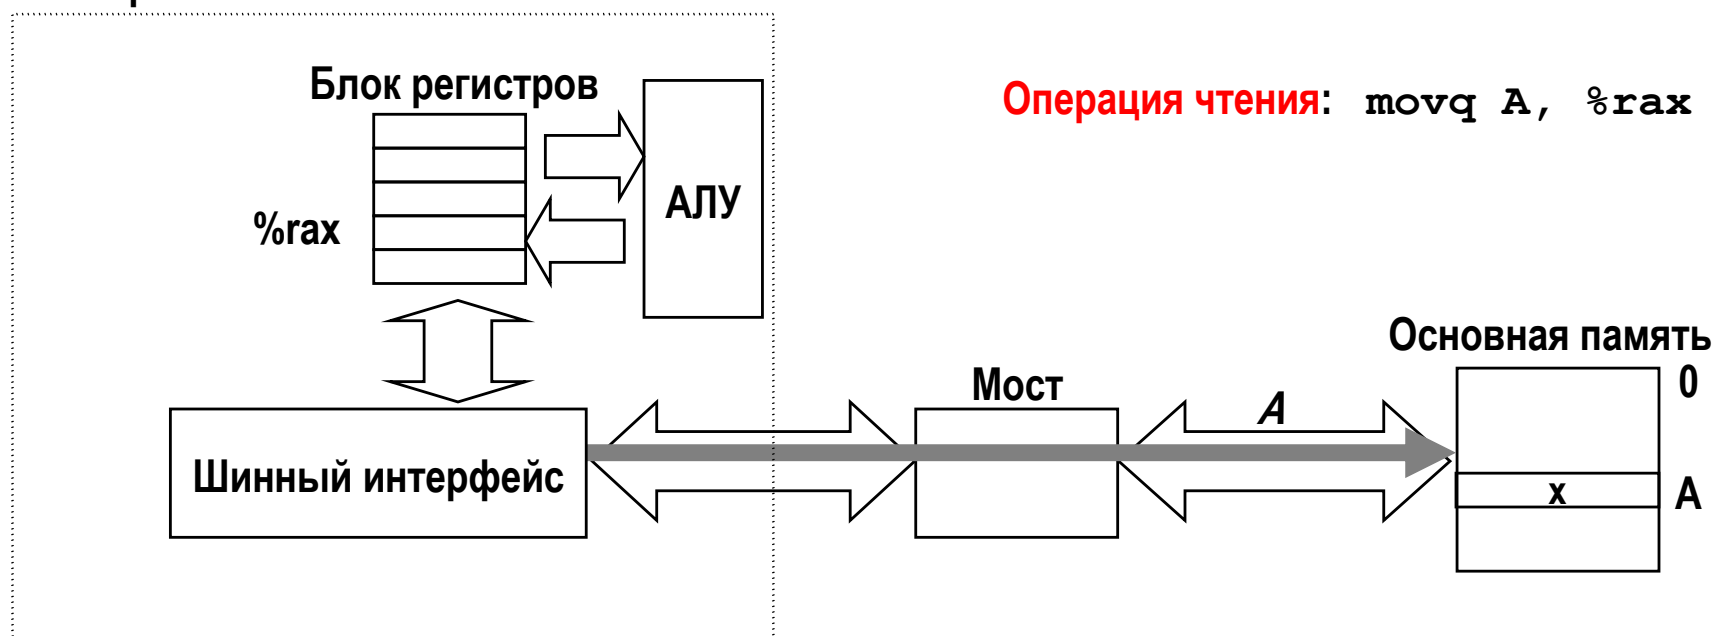 Блок регистров
Операция чтения: movq A, %rax
АЛУ
%rax
Основная память
0
Мост
A
Шинный интерфейс
x
A